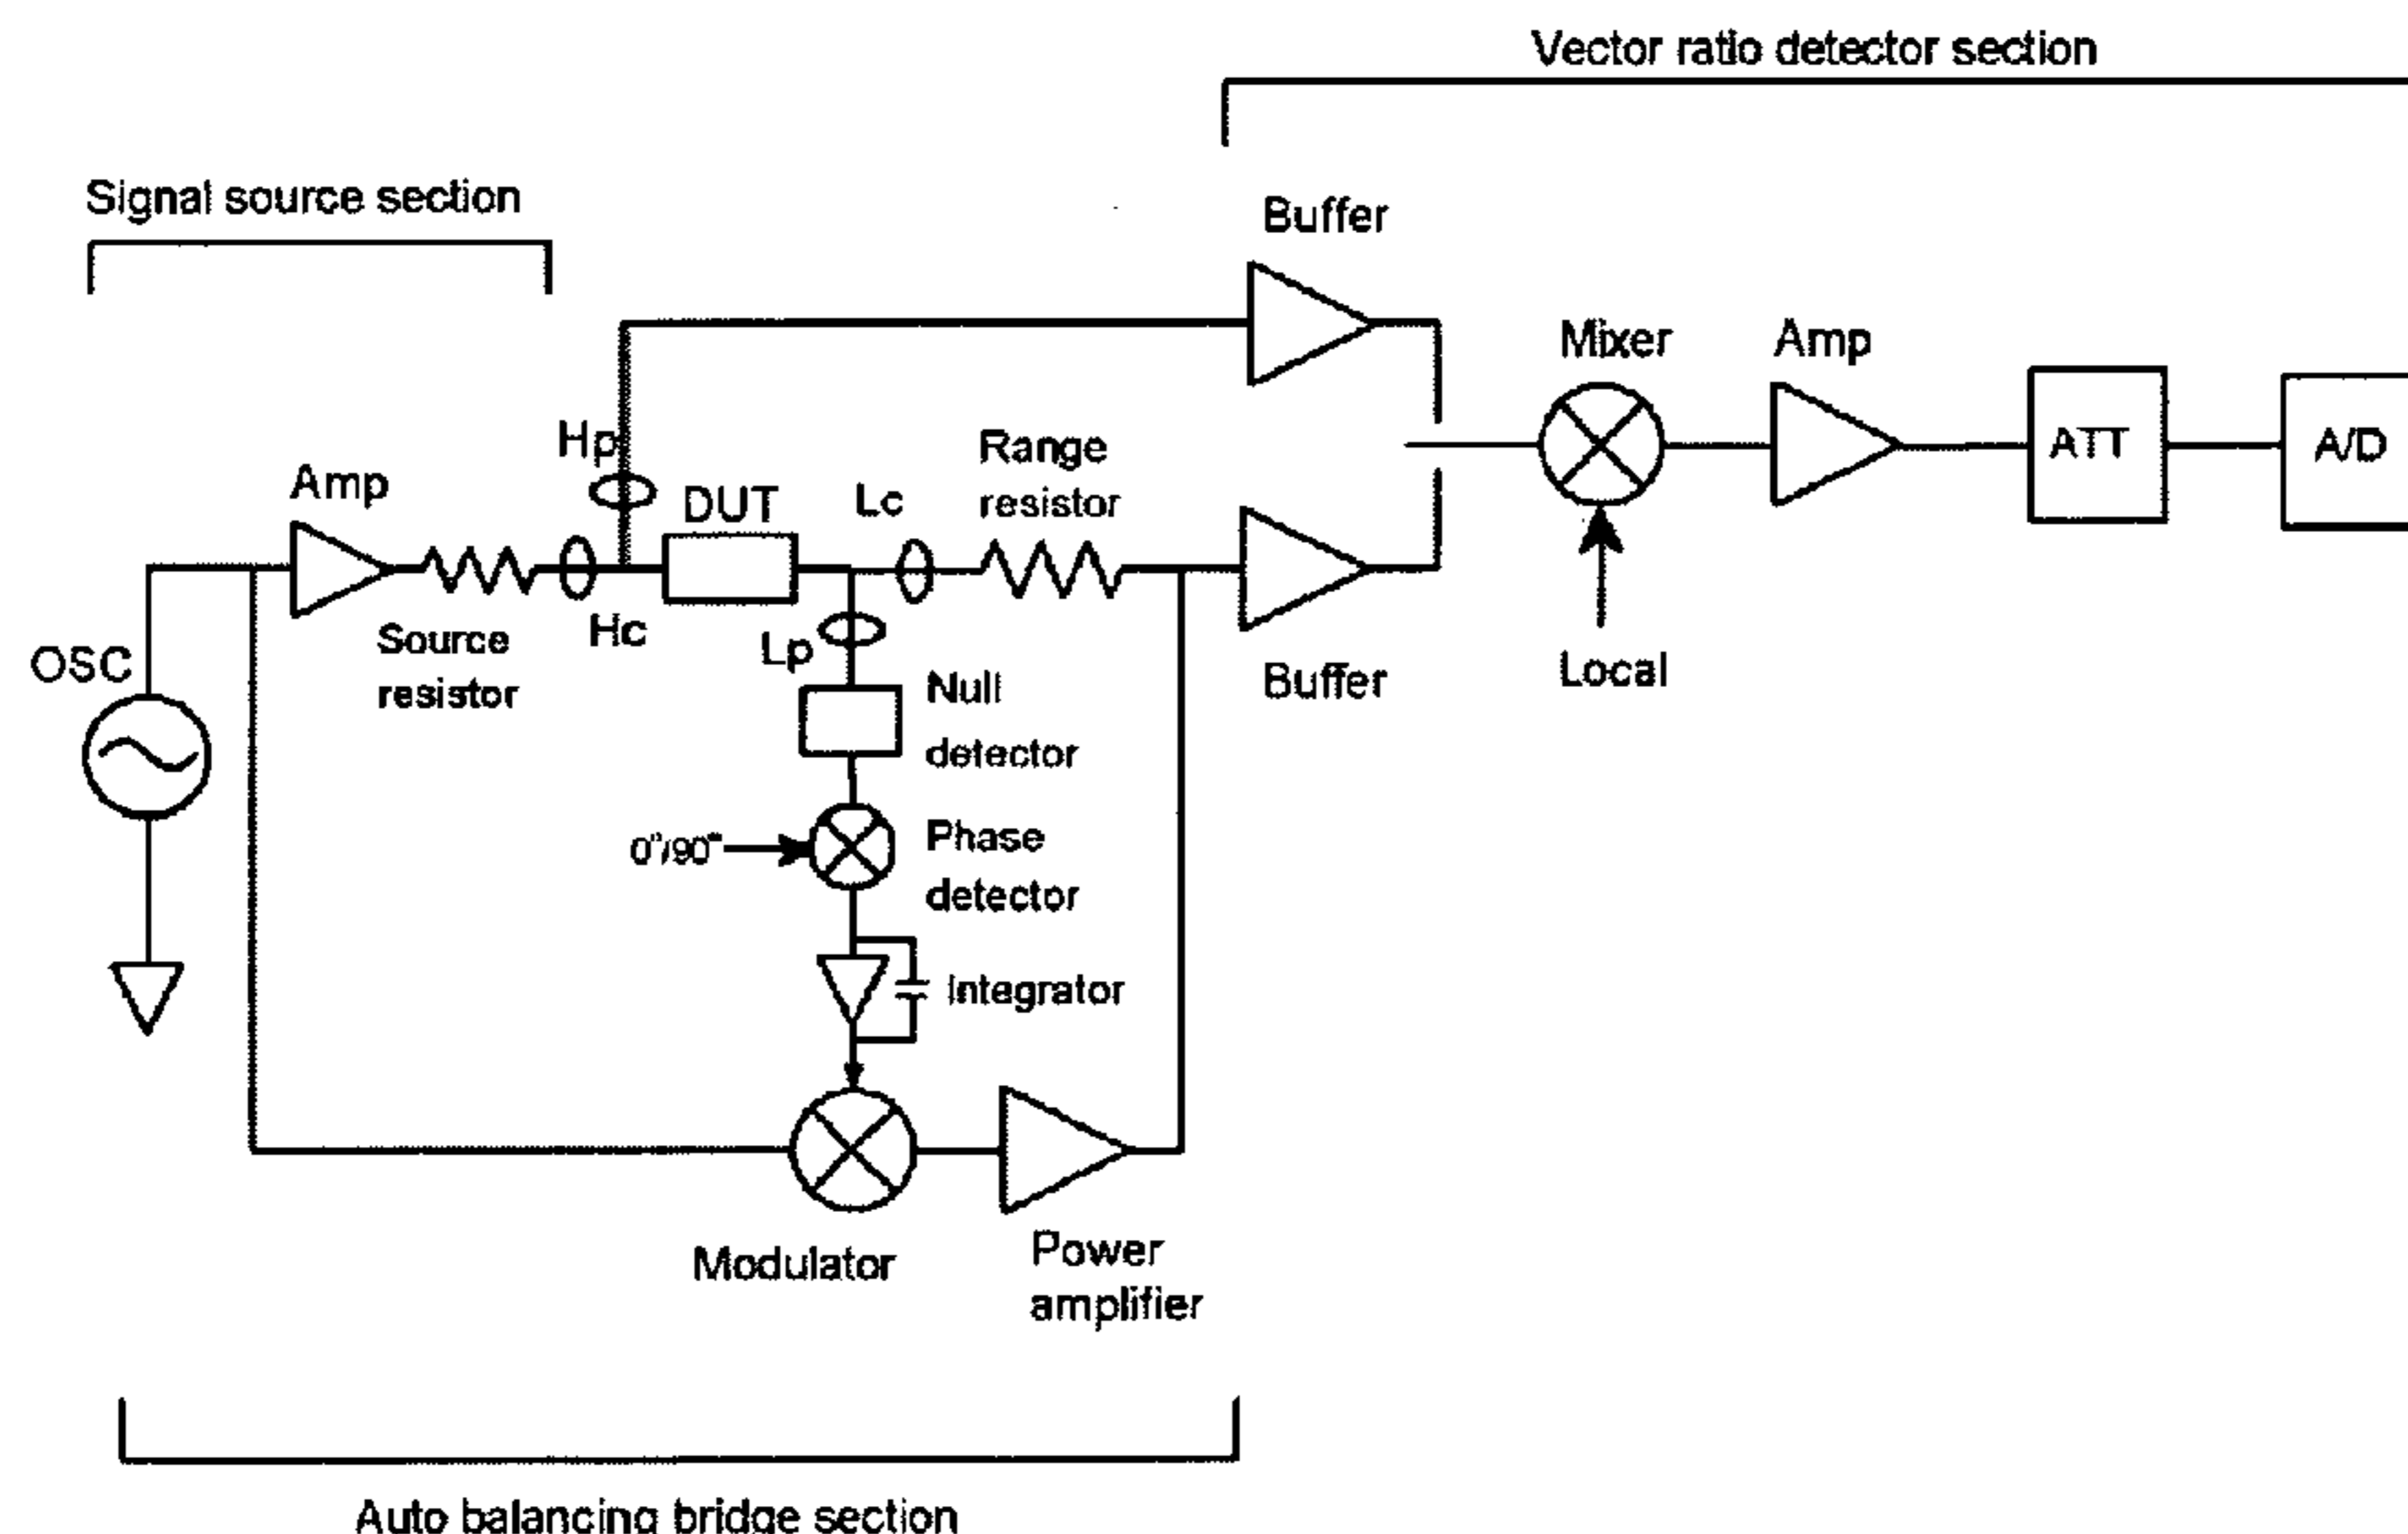 Vector ratio detector section
Signal source section
Buffer
Mixer
Amp
Hp
Range
resistor
ATT
A/D
Amp
DUT
Lc
Source
resistor
Hc
Lp
OSC
Null
detector
Buffer
Local
0°/90°
Phase
detector
Integrator
Modulator
Power
amplifier
Auto balancing bridge section